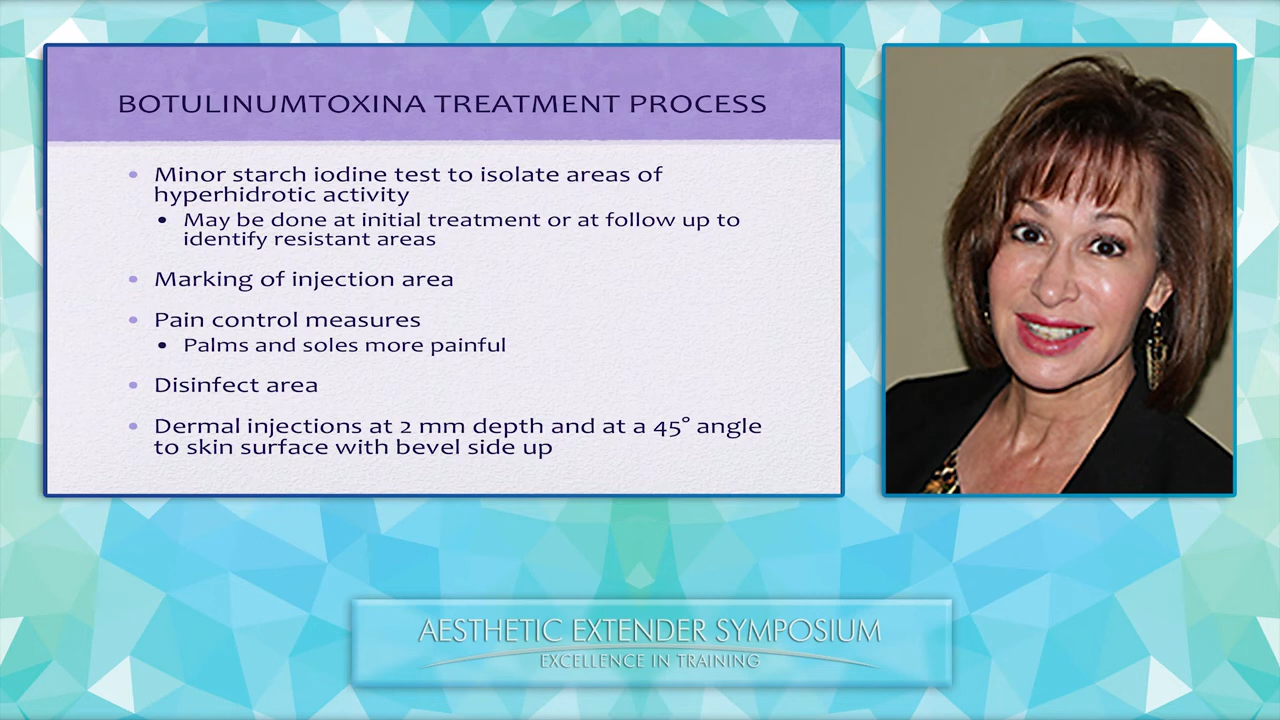 BOTULINUMTOXINA TREATMENT PROCESS
• Minor starch iodine test to isolate areas of
hyperhidrotic activity
• May be done at initial treatment or at follow up to
identify resistant areas
• Marking of injection area
• Pain control measures
• Palms and soles more painful
• Disinfect area
• Dermal injections at 2 mm depth and at a 45° angle
to skin surface with bevel side up
AESTHETIC EXTENDER SYMPOSIUM
EXCELLENCE IN TRAINING